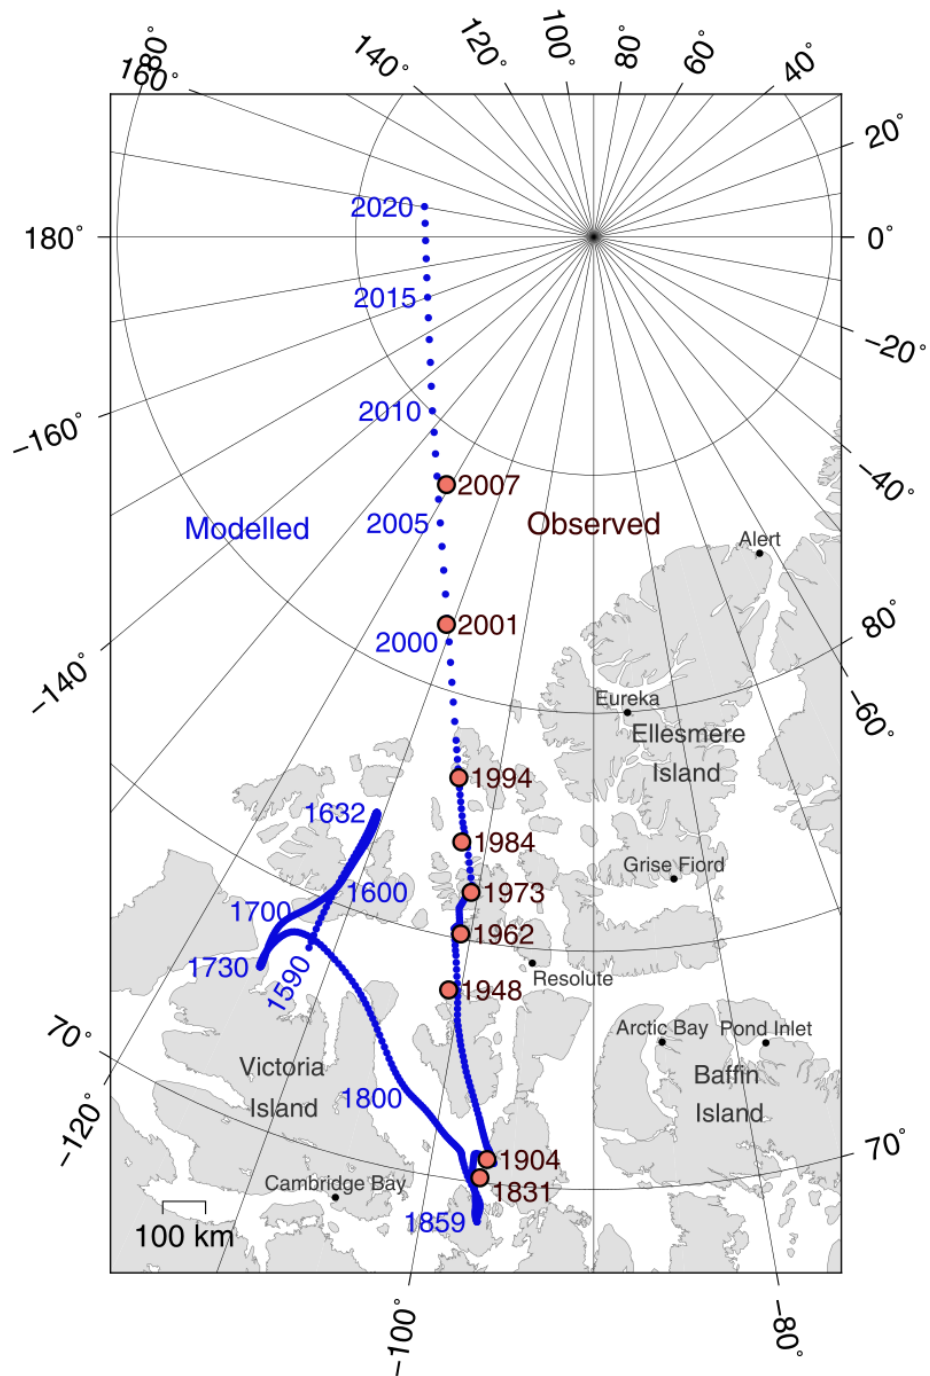 180°
160°
140°
120°
100°
80°
60°
40°
20°
2020
180°
0°
2015
−20°
2010
−160°
−40°
2007
2005
Modelled
Observed
Alert
2001
2000
80°
−140°
−60°
Eureka
Ellesmere
Island
1994
1632
1984
Grise Fiord
1600
1973
1700
1962
1730
1590
Resolute
1948
70°
Arctic Bay
Pond Inlet
Victoria
Island
Baffin
Island
1800
−120°
70°
1904
Cambridge Bay
1831
1859
100 km
−100°
−80°